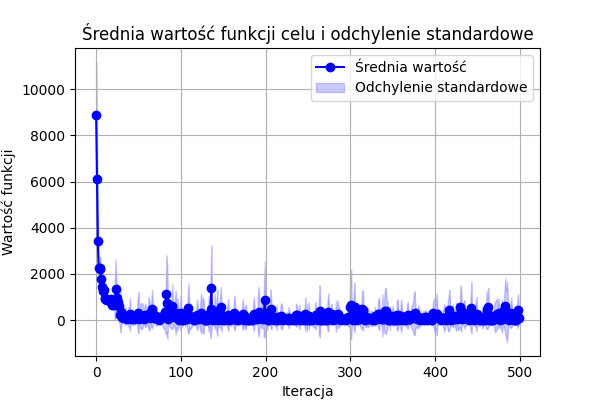 Średnia wartość funkcji celu i odchylenie standardowe
Średnia wartość
Odchylenie standardowe
Wartość funkcji
10000
8000
6000
4000
2000
0
0 100 200 300 400 500
Iteracja